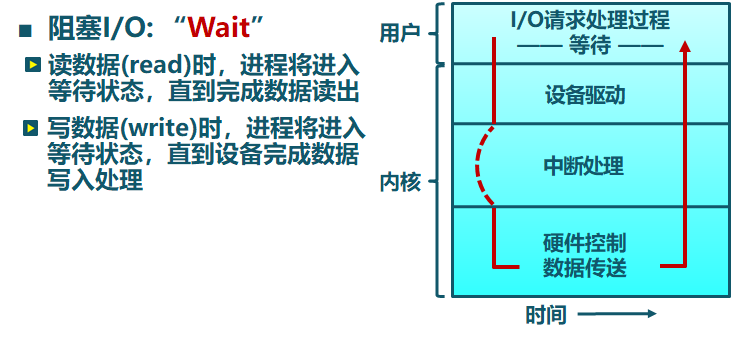 阻塞I/O: “Wait”
读数据(read)时，进程将进入
等待状态，直到完成数据读出
写数据(write)时，进程将进入
等待状态，直到设备完成数据
写入处理
用户
I/O请求处理过程
—— 等待 ——
设备驱动
中断处理
内核
硬件控制
数据传送
时间